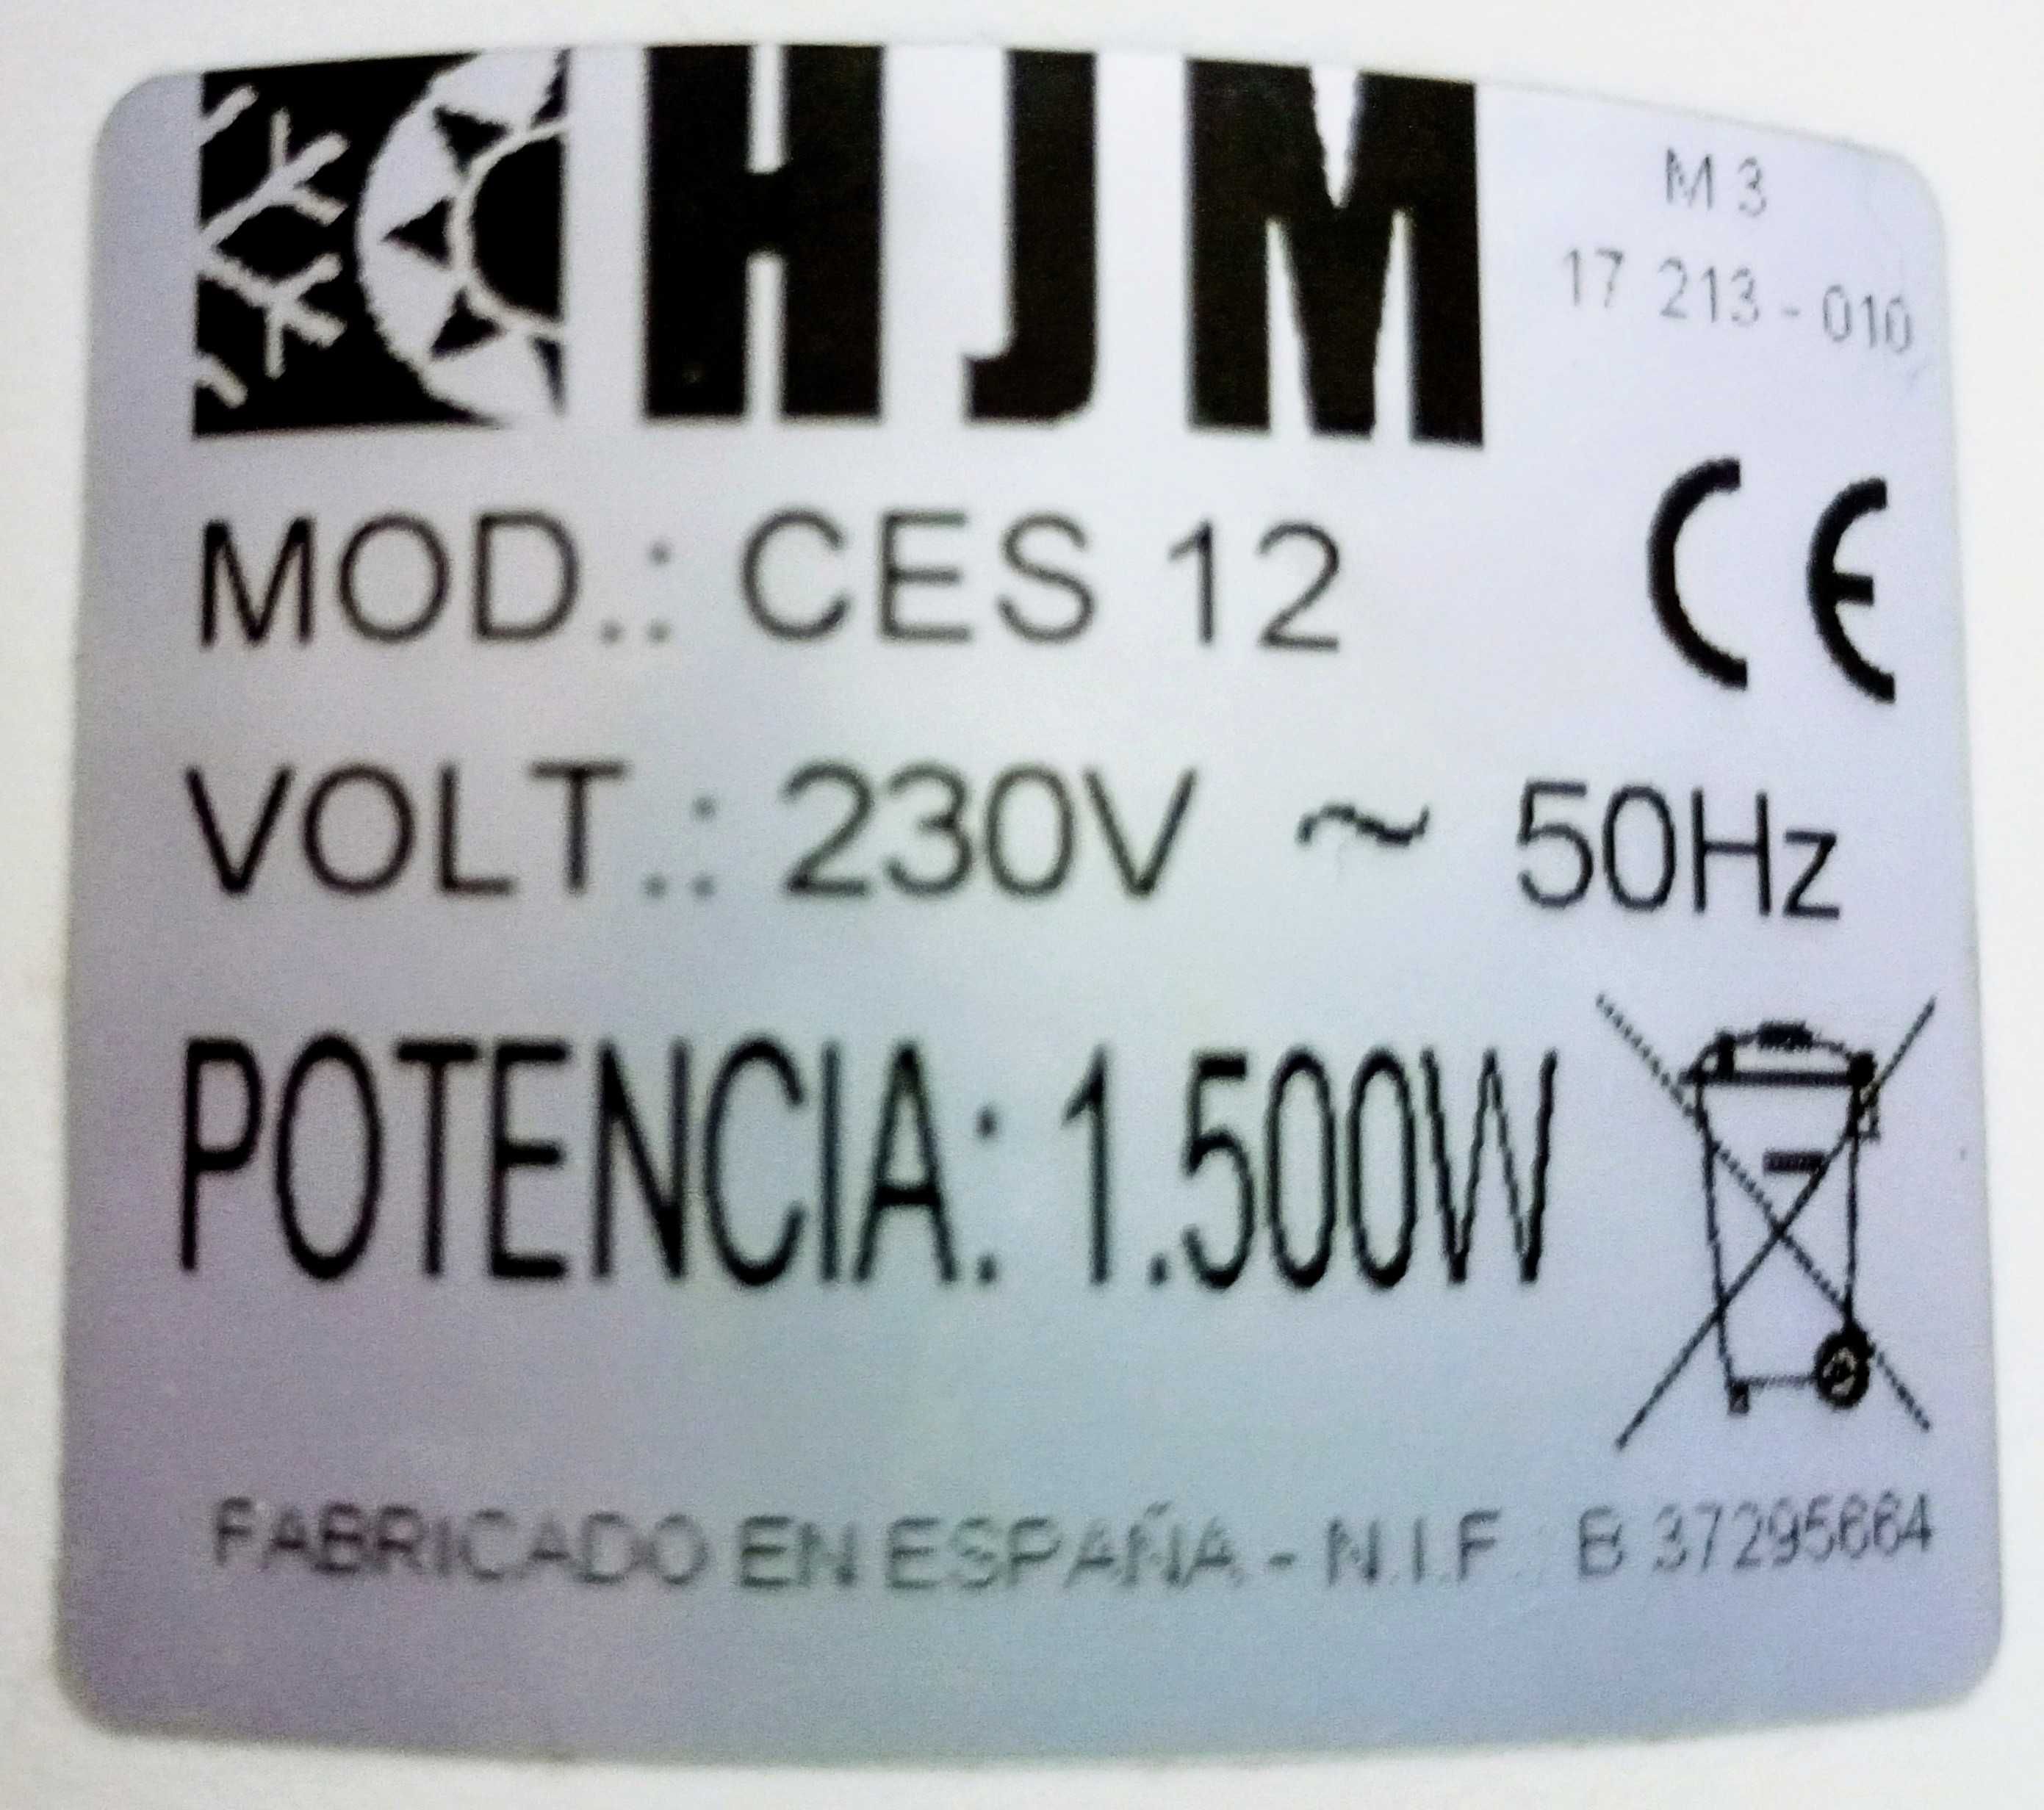 HJM
M 3
17 213 - 010
MOD.: CES 12
CE
VOLT.: 230V ~ 50Hz
POTENCIA: 1.500W
FABRICADO EN ESPAÑA - N.I.F. B 37295664